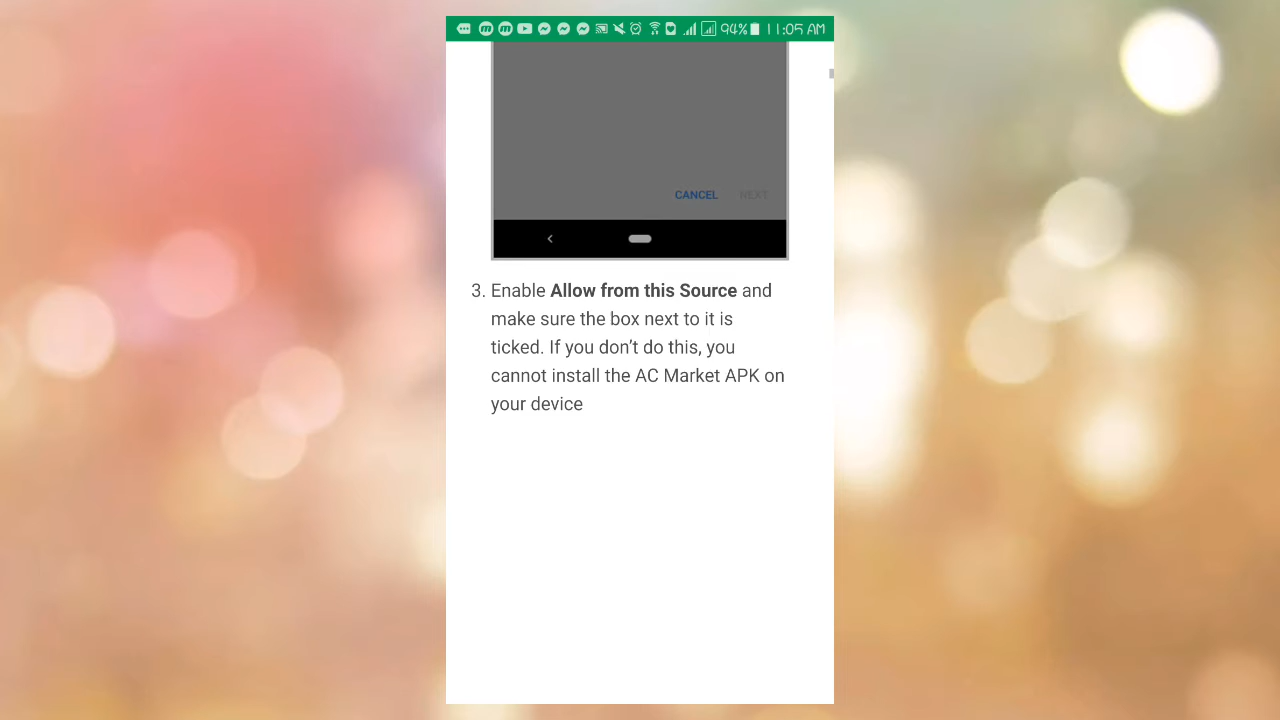 94% 11:05 AM
CANCEL NEXT
3. Enable Allow from this Source and
make sure the box next to it is
ticked. If you don't do this, you
cannot install the AC Market APK on
your device